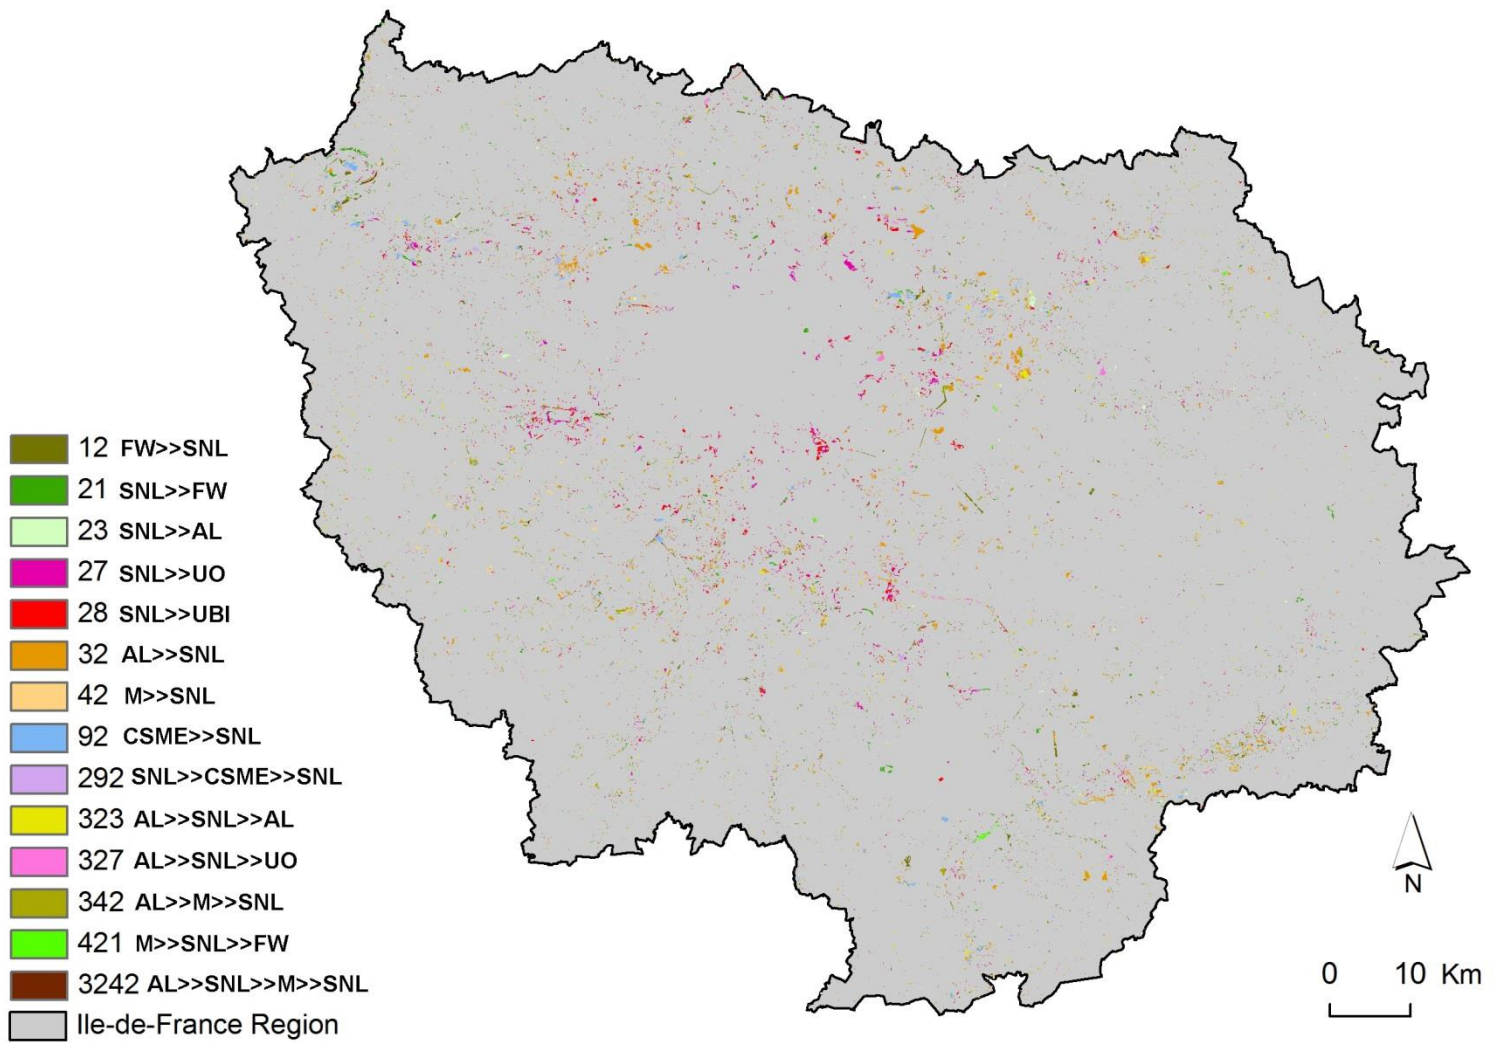 12 FW>>SNL
21 SNL>>FW
23 SNL>>AL
27 SNL>>UO
28 SNL>>UBI
32 AL>>SNL
42 M>>SNL
92 CSME>>SNL
292 SNL>>CSME>>SNL
323 AL>>SNL>>AL
327 AL>>SNL>>UO
342 AL>>M>>SNL
421 M>>SNL>>FW
3242 AL>>SNL>>M>>SNL
Ile-de-France Region
N
0 10 Km